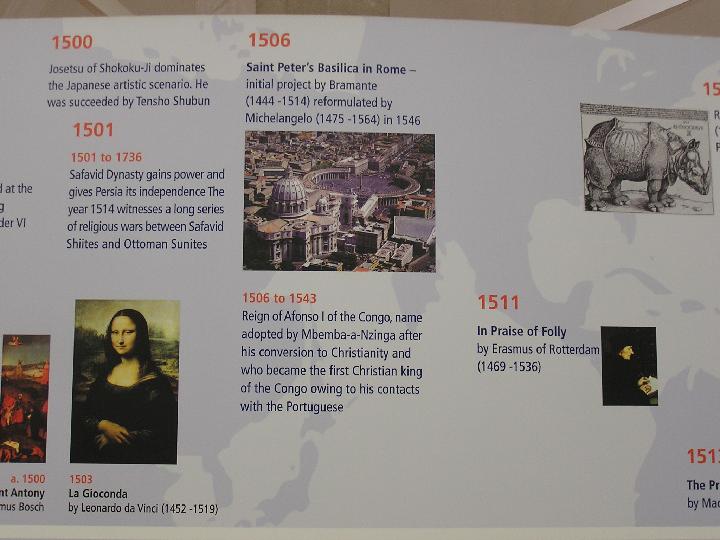 1500
Josetsu of Shokoku-Ji dominates
the Japanese artistic scenario. He
was succeeded by Tensho Shubun
1501
1501 to 1736
Safavid Dynasty gains power and
gives Persia its independence The
year 1514 witnesses a long series
of religious wars between Safavid
Shiites and Ottoman Sunites
d at the
g
der VI
a. 1500
nt Antony
mus Bosch
1503
La Gioconda
by Leonardo da Vinci (1452 -1519)
1506
Saint Peter's Basilica in Rome –
initial project by Bramante
(1444 -1514) reformulated by
Michelangelo (1475 -1564) in 1546
1506 to 1543
Reign of Afonso I of the Congo, name
adopted by Mbemba-a-Nzinga after
his conversion to Christianity and
who became the first Christian king
of the Congo owing to his contacts
with the Portuguese
1511
In Praise of Folly
by Erasmus of Rotterdam
(1469 -1536)
15
R
(
P
1513
The Pr
by Mac